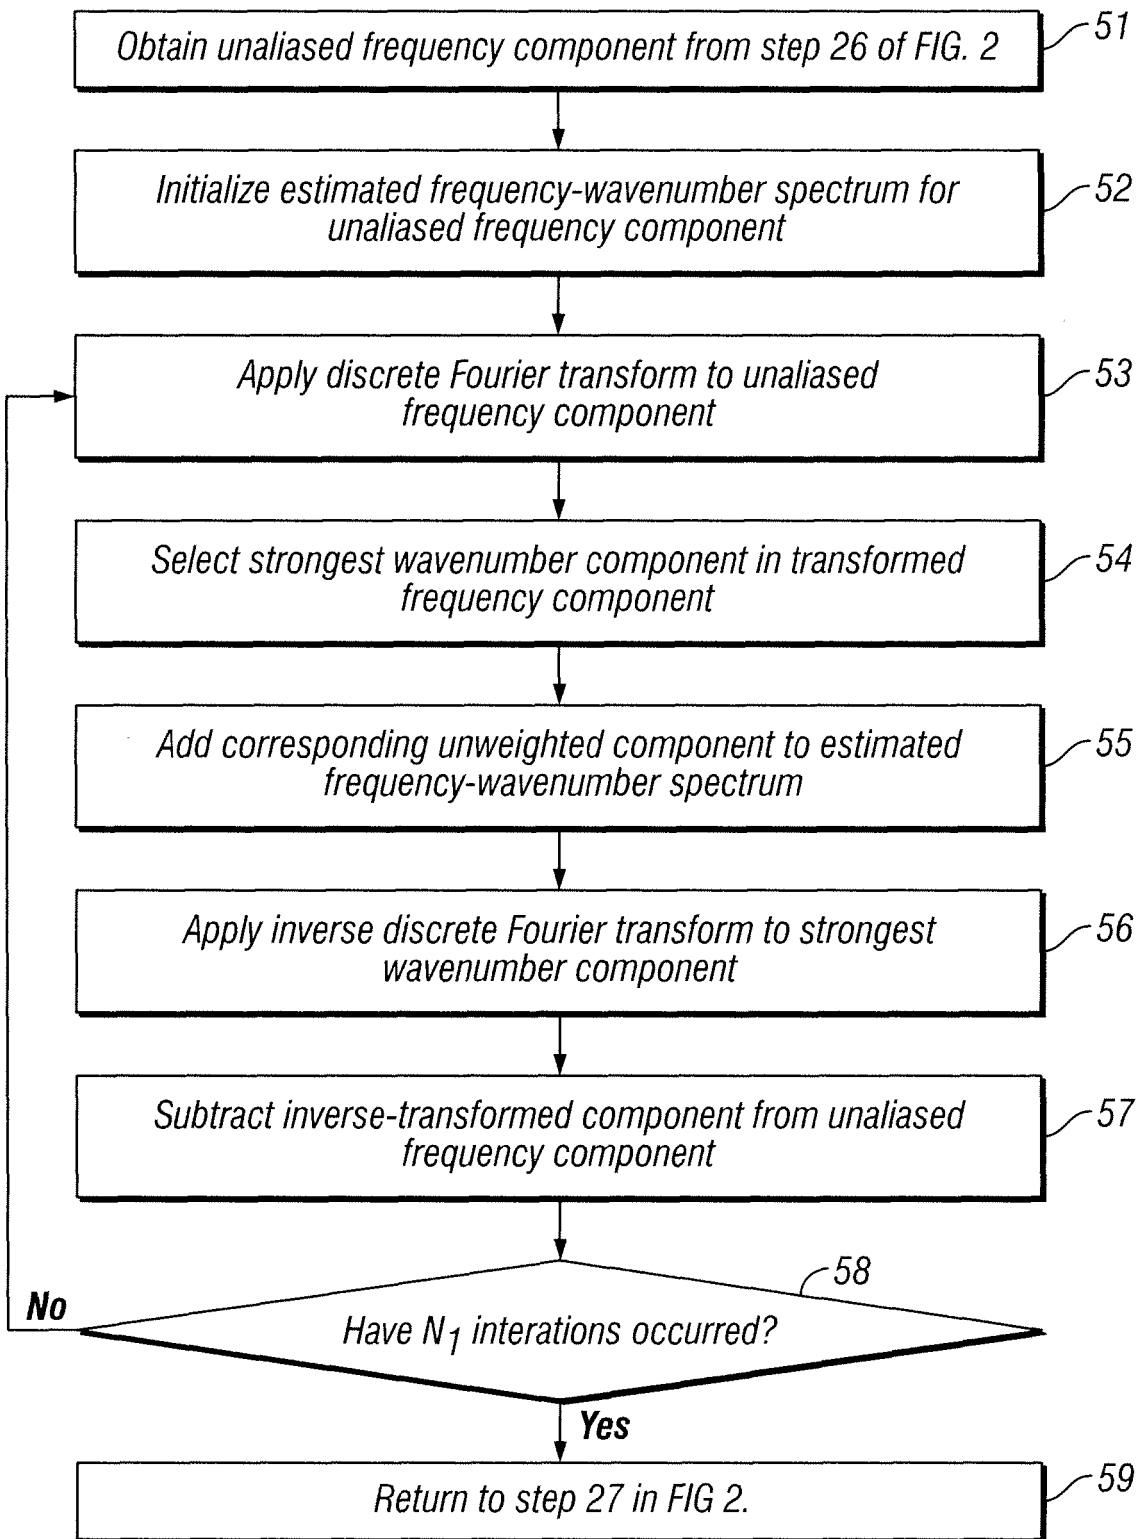 Obtain unaliased frequency component from step 26 of FIG. 2
51
Initialize estimated frequency-wavenumber spectrum for
unaliased frequency component
52
Apply discrete Fourier transform to unaliased
frequency component
53
Select strongest wavenumber component in transformed
frequency component
54
Add corresponding unweighted component to estimated
frequency-wavenumber spectrum
55
Apply inverse discrete Fourier transform to strongest
wavenumber component
56
Subtract inverse-transformed component from unaliased
frequency component
57
58
No
Have N1 interations occurred?
Yes
Return to step 27 in FIG 2.
59